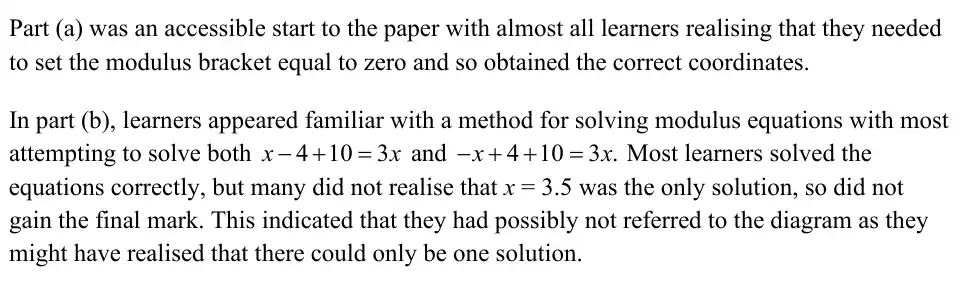 Part (a) was an accessible start to the paper with almost all learners realising that they needed
to set the modulus bracket equal to zero and so obtained the correct coordinates.
In part (b), learners appeared familiar with a method for solving modulus equations with most
attempting to solve both x − 4 + 10 = 3x and −x + 4 + 10 = 3x. Most learners solved the
equations correctly, but many did not realise that x = 3.5 was the only solution, so did not
gain the final mark. This indicated that they had possibly not referred to the diagram as they
might have realised that there could only be one solution.